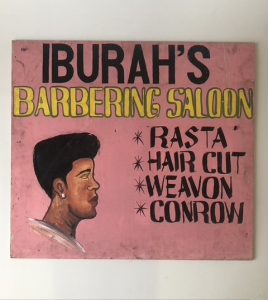 IBURAH'S
BARBERING SALOON
* RASTA
* HAIR CUT
* WEAVON
* CONROW